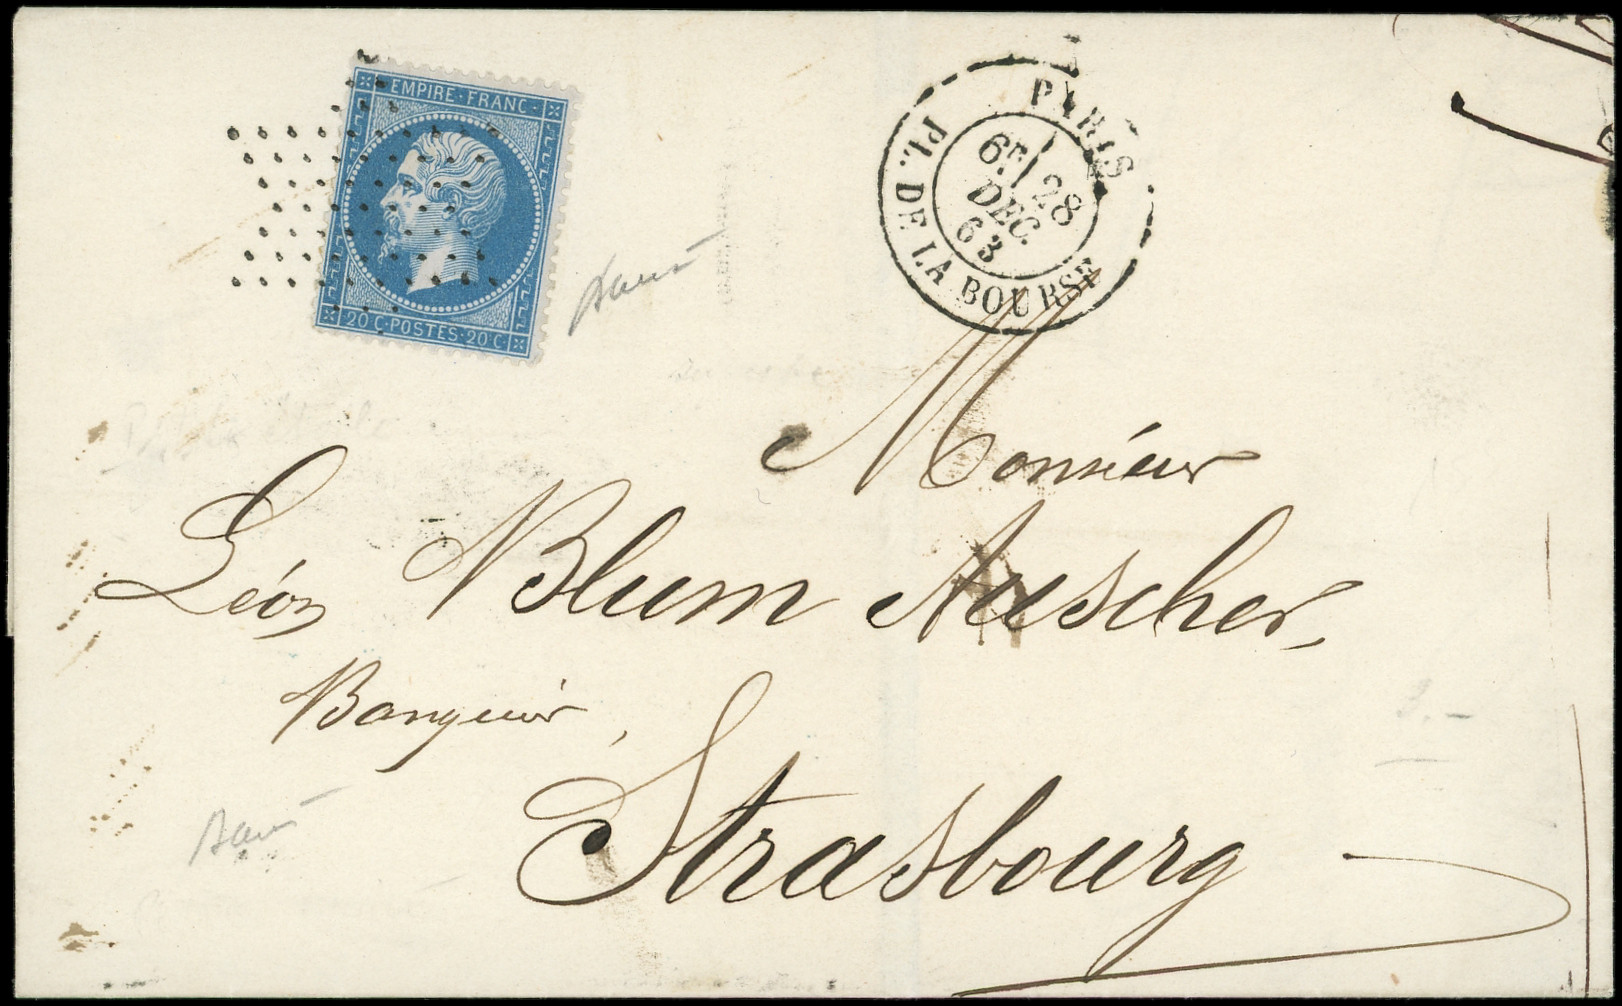 EMPIRE · FRANC ·
20 C · POSTES · 20 C ·
PARIS
6E 28
DEC.
63
PL. DE LA BOURSE
Monsieur
Léon Blum Auscher,
Banquier,
Strasbourg